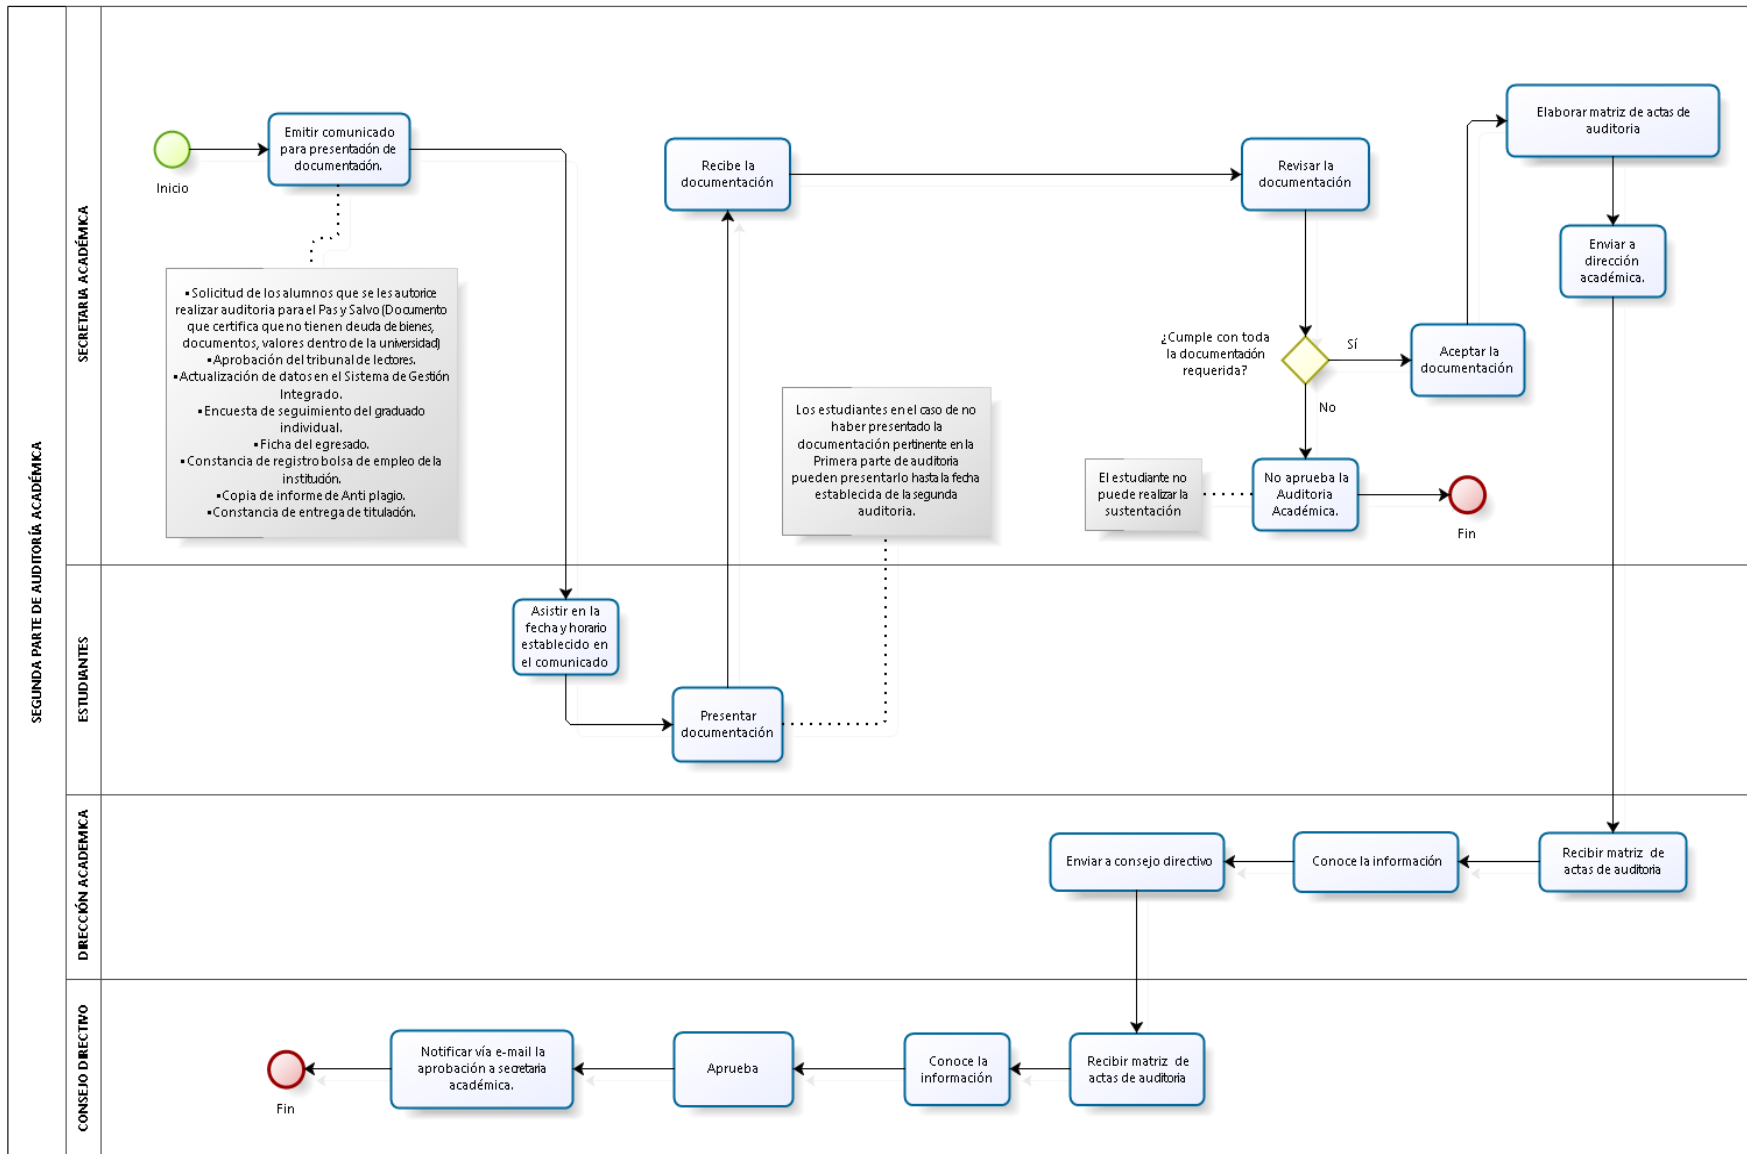 SEGUNDA PARTE DE AUDITORÍA ACADÉMICA
SECRETARIA ACADÉMICA
Inicio
Emitir comunicado
para presentación de
documentación.
▪Solicitud de los alumnos que se les autorice
realizar auditoria para el Pas y Salvo (Documento
que certifica que no tienen deuda de bienes,
documentos, valores dentro de la universidad)
▪Aprobación del tribunal de lectores.
▪Actualización de datos en el Sistema de Gestión
Integrado.
▪Encuesta de seguimiento del graduado
individual.
▪Ficha del egresado.
▪Constancia de registro bolsa de empleo de la
institución.
▪Copia de informe de Anti plagio.
▪Constancia de entrega de titulación.
Recibe la
documentación
Los estudiantes en el caso de no
haber presentado la
documentación pertinente en la
Primera parte de auditoria
pueden presentarlo hasta la fecha
establecida de la segunda
auditoria.
Revisar la
documentación
¿Cumple con toda
la documentación
requerida?
Sí
No
Aceptar la
documentación
Elaborar matriz de actas de
auditoria
Enviar a
dirección
académica.
El estudiante no
puede realizar la
sustentación
No aprueba la
Auditoria
Académica.
Fin
ESTUDIANTES
Asistir en la
fecha y horario
establecido en
el comunicado
Presentar
documentación
DIRECCIÓN ACADEMICA
Enviar a consejo directivo
Conoce la información
Recibir matriz de
actas de auditoria
CONSEJO DIRECTIVO
Fin
Notificar vía e-mail la
aprobación a secretaria
académica.
Aprueba
Conoce la
información
Recibir matriz de
actas de auditoria